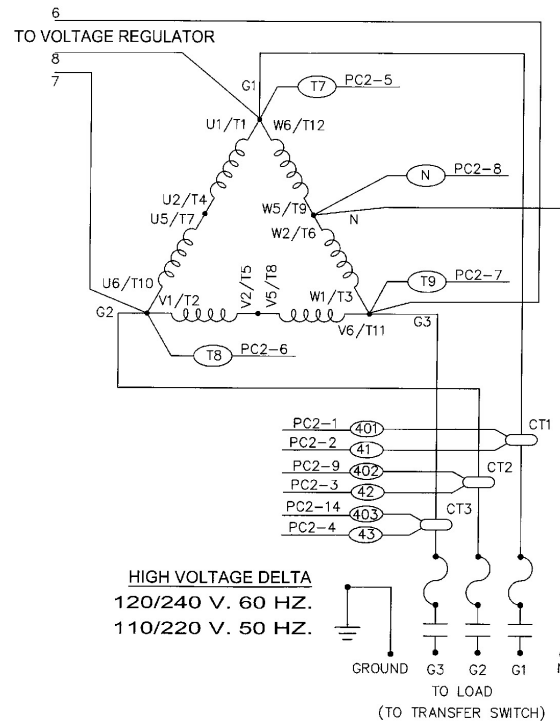 6
TO VOLTAGE REGULATOR
8
7
G1
T7 PC2-5
U1/T1 W6/T12
N PC2-8
U2/T4 W5/T9
U5/T7 W2/T6 N
U6/T10 V2/T5 V5/T8 T9 PC2-7
V1/T2 W1/T3
G2 V6/T11 G3
T8 PC2-6
PC2-1 401 CT1
PC2-2 41
PC2-9 402 CT2
PC2-3 42
PC2-14 403 CT3
PC2-4 43
HIGH VOLTAGE DELTA
120/240 V. 60 HZ.
110/220 V. 50 HZ.
GROUND G3 G2 G1
TO LOAD
(TO TRANSFER SWITCH)